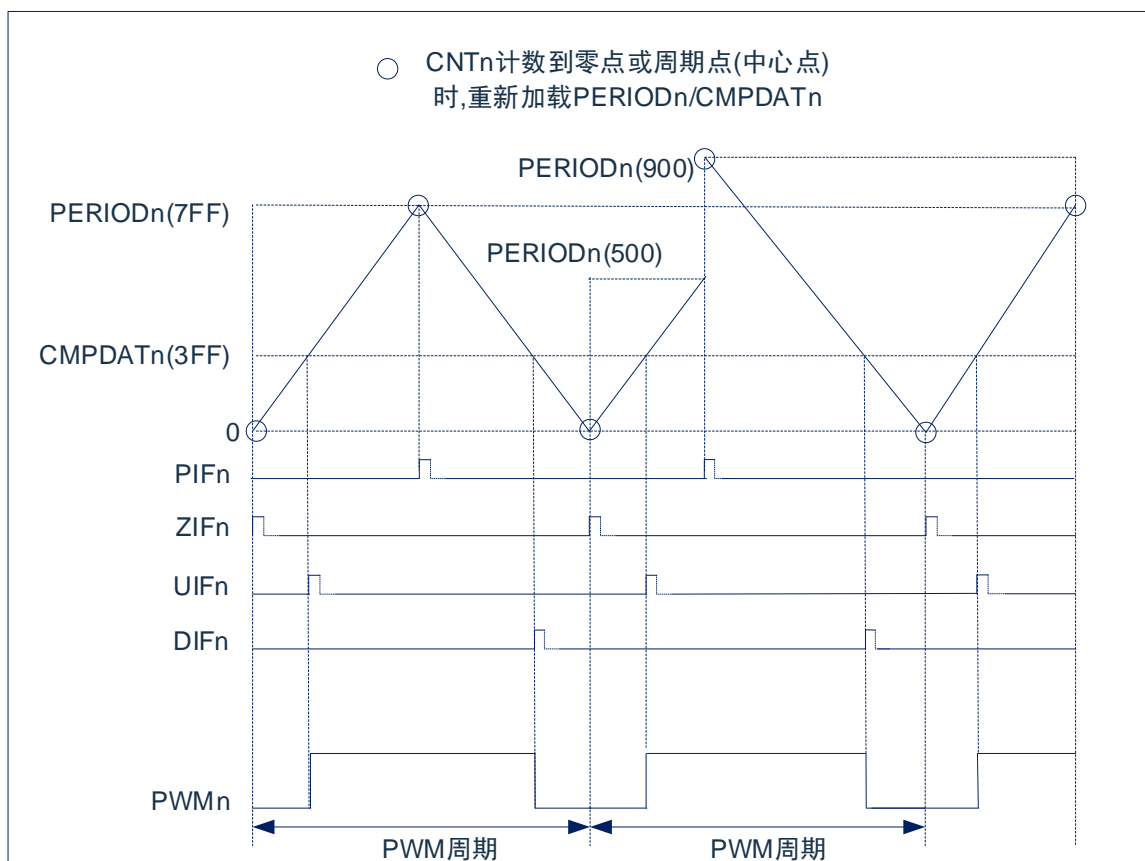 CNTn计数到零点或周期点(中心点)
时,重新加载PERIODn/CMPDATn
PERIODn(900)
PERIODn(7FF)
PERIODn(500)
CMPDATn(3FF)
0
PIFn
ZIFn
UIFn
DIFn
PWMn
PWM周期
PWM周期